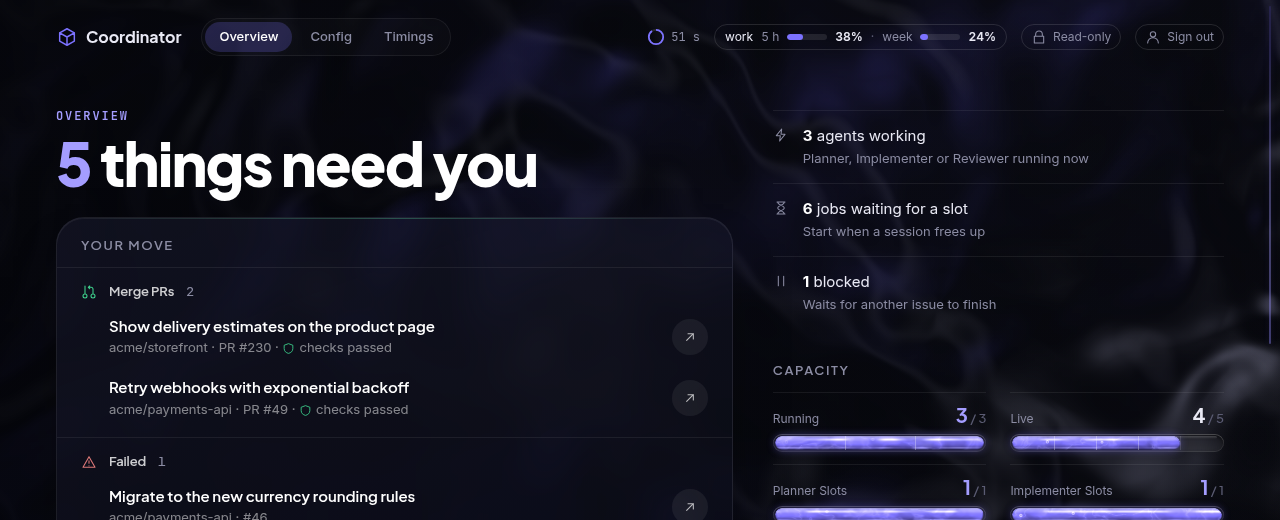 Coordinator
Overview
Config
Timings
51 s
work 5 h 38% · week 24%
Read-only
Sign out
OVERVIEW
5 things need you
YOUR MOVE
Merge PRs 2
Show delivery estimates on the product page
acme/storefront · PR #230 · checks passed
Retry webhooks with exponential backoff
acme/payments-api · PR #49 · checks passed
Failed 1
Migrate to the new currency rounding rules
acme/payments-api · #46
3 agents working
Planner, Implementer or Reviewer running now
6 jobs waiting for a slot
Start when a session frees up
1 blocked
Waits for another issue to finish
CAPACITY
Running 3 / 3
Live 4 / 5
Planner Slots 1 / 1
Implementer Slots 1 / 1